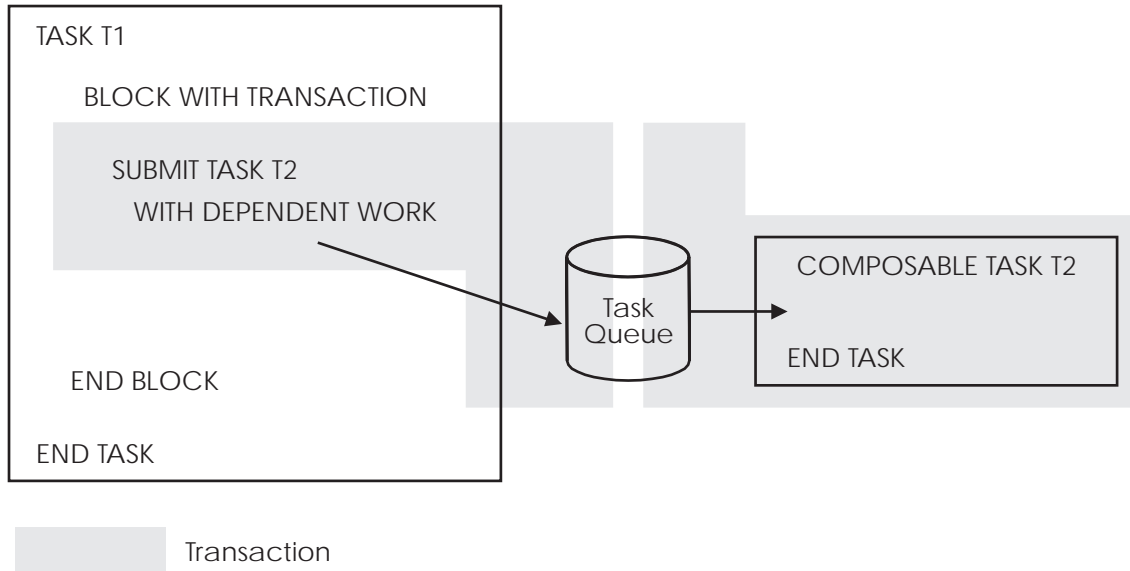 TASK T1
BLOCK WITH TRANSACTION
SUBMIT TASK T2
WITH DEPENDENT WORK
Task
Queue
COMPOSABLE TASK T2
END TASK
END BLOCK
END TASK
Transaction